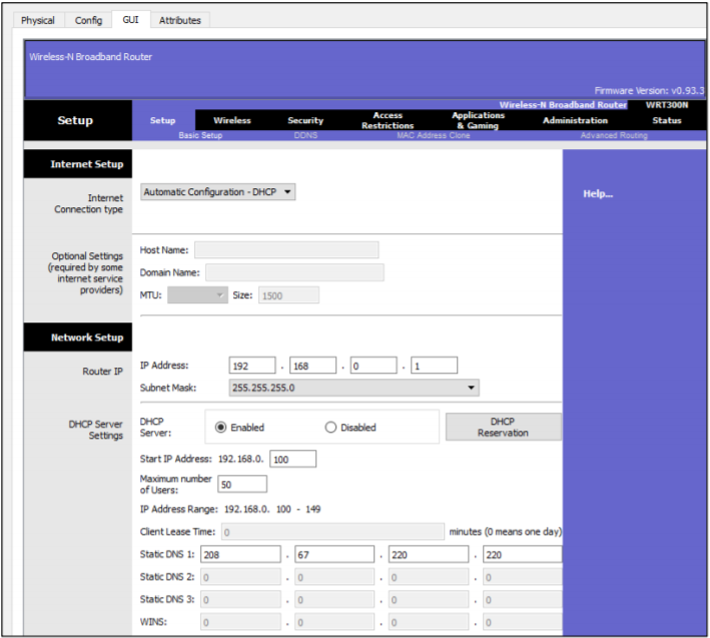 Physical Config GUI Attributes
Wireless-N Broadband Router
Firmware Version: v0.93.3
Wireless-N Broadband Router WRT300N
Setup
Setup Wireless Security Access Restrictions Applications & Gaming Administration Status
Basic Setup DDNS MAC Address Clone Advanced Routing
Internet Setup
Internet Connection type
Automatic Configuration - DHCP
Help...
Optional Settings (required by some internet service providers)
Host Name:
Domain Name:
MTU: Size: 1500
Network Setup
Router IP
IP Address: 192 . 168 . 0 . 1
Subnet Mask: 255.255.255.0
DHCP Server Settings
DHCP Server: Enabled Disabled DHCP Reservation
Start IP Address: 192.168.0. 100
Maximum number of Users: 50
IP Address Range: 192.168.0. 100 - 149
Client Lease Time: 0 minutes (0 means one day)
Static DNS 1: 208 . 67 . 220 . 220
Static DNS 2: 0 . 0 . 0 . 0
Static DNS 3: 0 . 0 . 0 . 0
WINS: 0 . 0 . 0 . 0